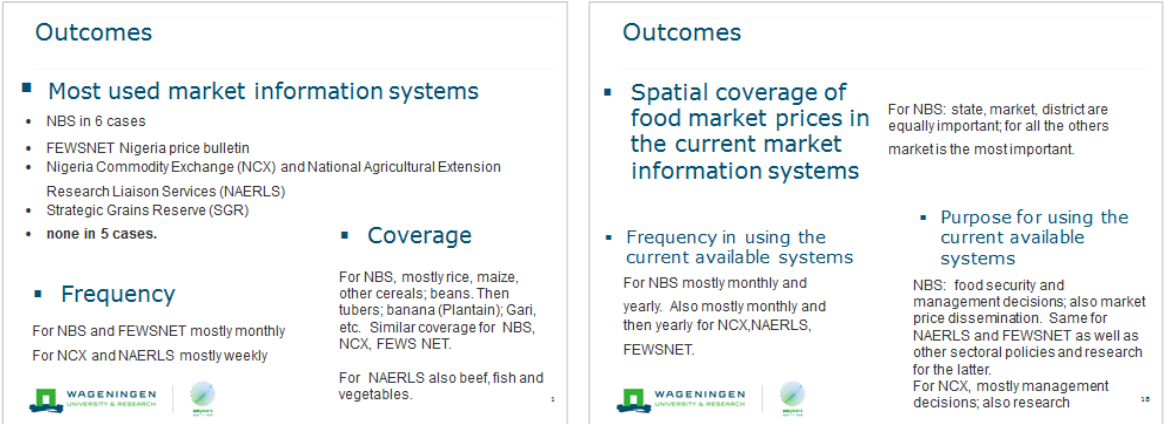 Outcomes
Most used market information systems
NBS in 6 cases
FEWSNET Nigeria price bulletin
Nigeria Commodity Exchange (NCX) and National Agricultural Extension
Research Liaison Services (NAERLS)
Strategic Grains Reserve (SGR)
none in 5 cases.
Frequency
For NBS and FEWSNET mostly monthly
For NCX and NAERLS mostly weekly
Coverage
For NBS, mostly rice, maize,
other cereals; beans. Then
tubers; banana (Plantain); Gari,
etc. Similar coverage for NBS,
NCX, FEWS NET.
For NAERLS also beef, fish and
vegetables.
WAGENINGEN
UNIVERSITY & RESEARCH
1
Outcomes
Spatial coverage of
food market prices in
the current market
information systems
For NBS: state, market, district are
equally important; for all the others
market is the most important.
Frequency in using the
current available systems
For NBS mostly monthly and
yearly. Also mostly monthly and
then yearly for NCX,NAERLS,
FEWSNET.
Purpose for using the
current available
systems
NBS: food security and
management decisions; also market
price dissemination. Same for
NAERLS and FEWSNET as well as
other sectoral policies and research
for the latter.
For NCX, mostly management
decisions; also research
WAGENINGEN
UNIVERSITY & RESEARCH
18